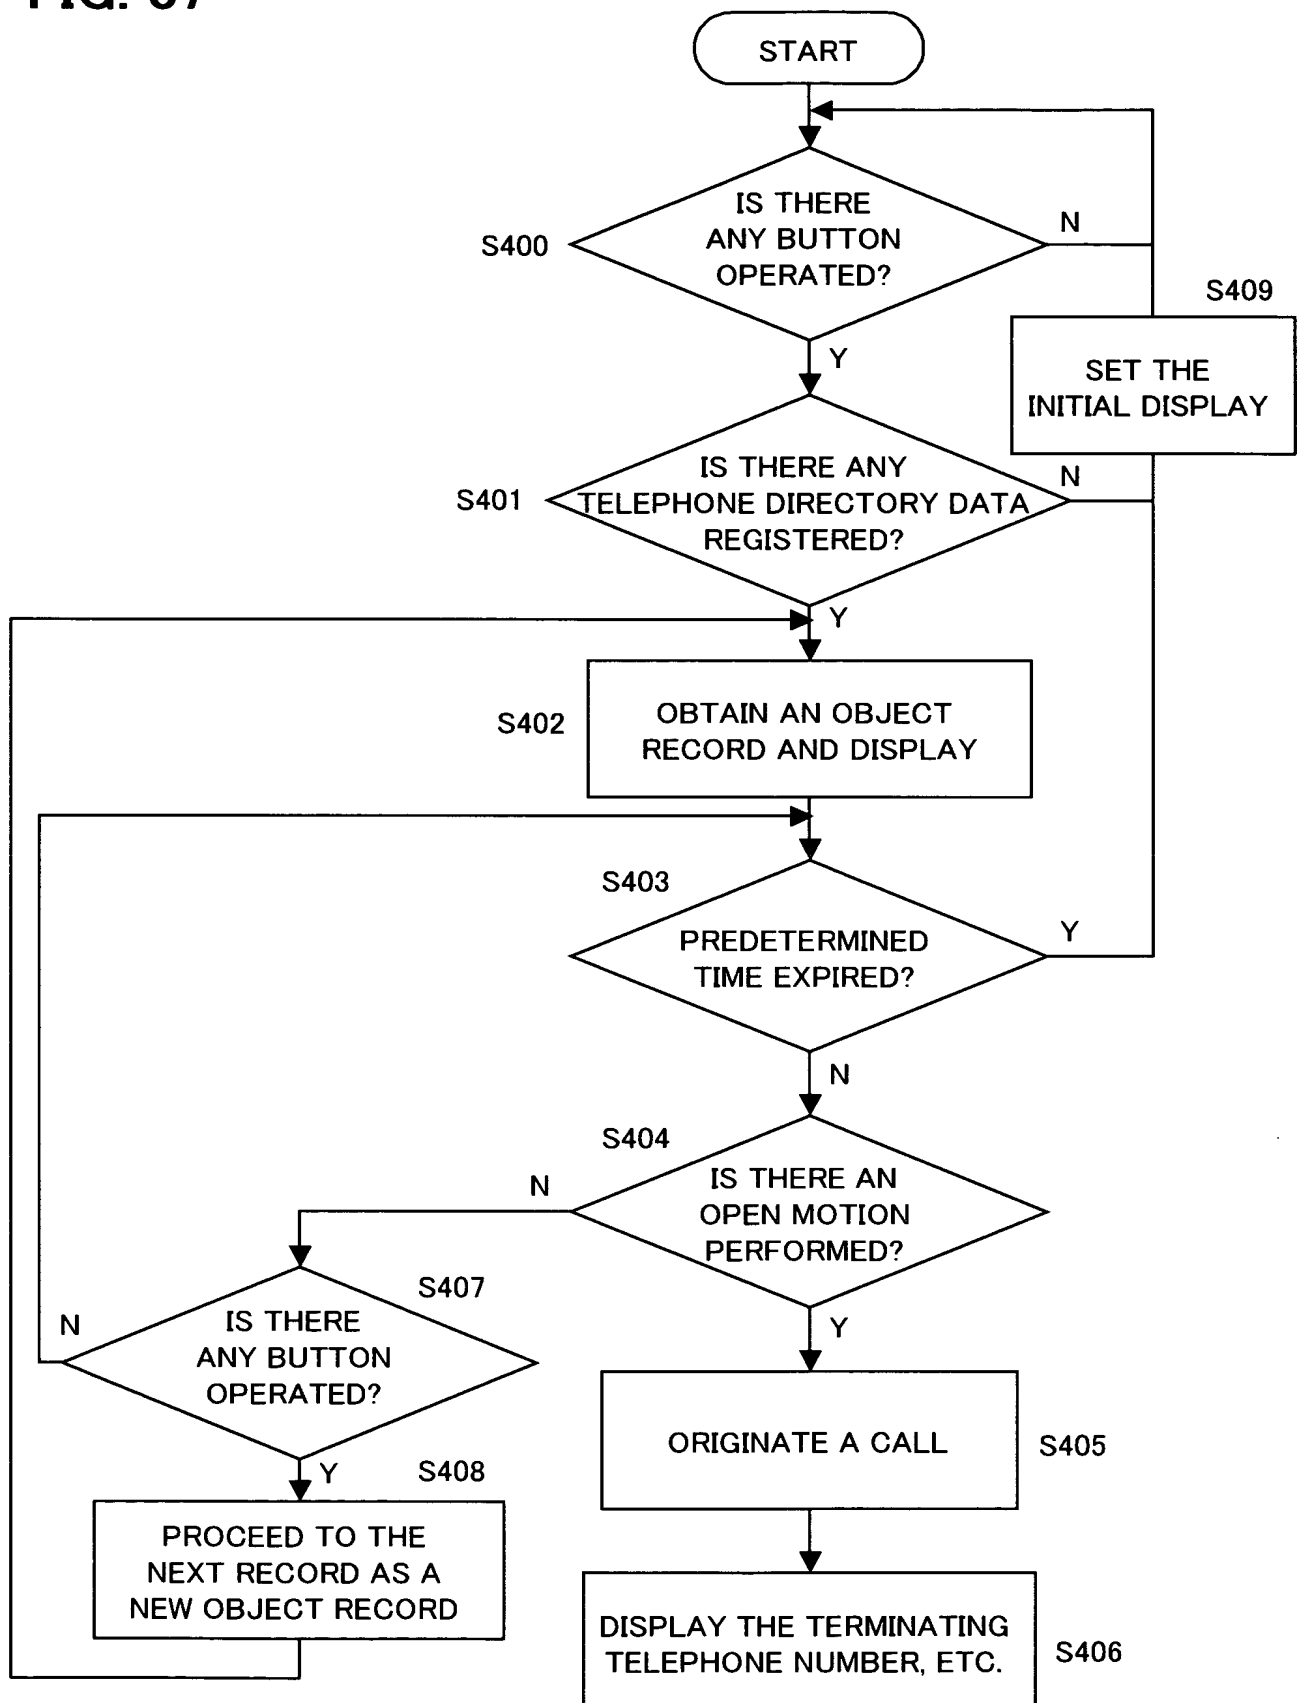 START
IS THERE
ANY BUTTON
OPERATED?
N
S400
S409
Y
SET THE
INITIAL DISPLAY
IS THERE ANY
TELEPHONE DIRECTORY DATA
REGISTERED?
N
S401
Y
OBTAIN AN OBJECT
RECORD AND DISPLAY
S402
S403
PREDETERMINED
TIME EXPIRED?
Y
N
S404
IS THERE AN
OPEN MOTION
PERFORMED?
N
S407
IS THERE
ANY BUTTON
OPERATED?
N
Y
ORIGINATE A CALL
S405
Y
S408
PROCEED TO THE
NEXT RECORD AS A
NEW OBJECT RECORD
DISPLAY THE TERMINATING
TELEPHONE NUMBER, ETC.
S406